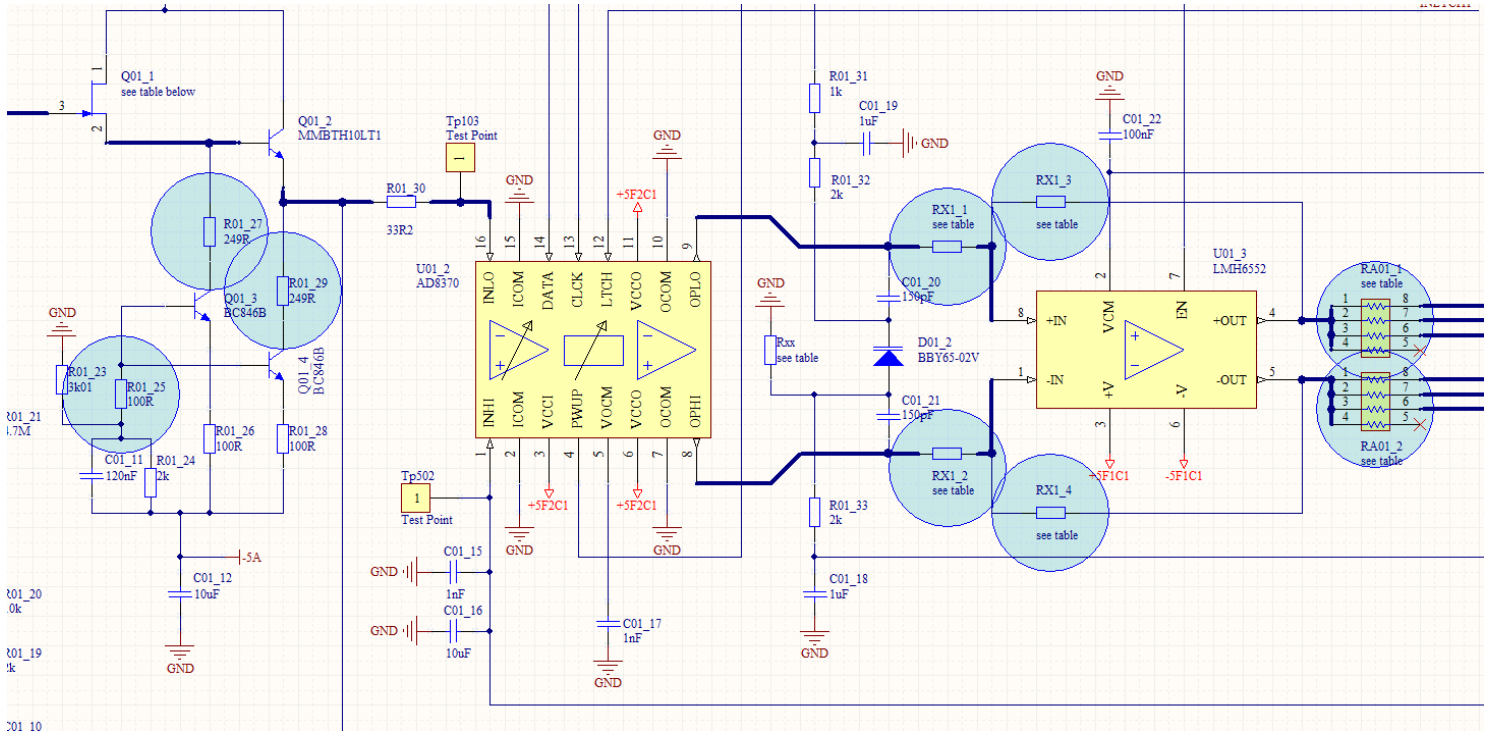 Q01_1
see table below
1
3
2
Q01_2
MMBTH10LT1
R01_27
249R
R01_29
249R
Q01_3
BC846B
Q01_4
BC846B
GND
R01_23
3k01
R01_25
100R
R01_21
4.7M
R01_26
100R
R01_28
100R
C01_11
120nF
R01_24
2k
-5A
C01_12
10uF
GND
R01_20
R01_19
C01_10
R01_30
33R2
Tp103
Test Point
1
GND
+5F2C1
GND
16 15 14 13 12 11 10 9
U01_2
AD8370
INLO ICOM DATA CLCK LTCH VCCO OCOM OPLO
INHI ICOM VCCI PWUP VOCM VCCO OCOM OPHI
1 2 3 4 5 6 7 8
Tp502
1
Test Point
GND
+5F2C1
+5F2C1
GND
C01_15
GND
1nF
C01_16
GND
10uF
C01_17
1nF
GND
R01_31
1k
C01_19
1uF
GND
R01_32
2k
GND
Rxx
see table
C01_20
150pF
D01_2
BBY65-02V
C01_21
150pF
R01_33
2k
C01_18
1uF
GND
RX1_1
see table
RX1_3
see table
RX1_2
see table
RX1_4
see table
GND
C01_22
100nF
U01_3
LMH6552
2 7
VCM EN
8 +IN
+OUT 4
1 -IN
-OUT 5
+V -V
3 6
+5F1C1
-5F1C1
RA01_1
see table
1 8
2 7
3 6
4 5
1 8
2 7
3 6
4 5
RA01_2
see table